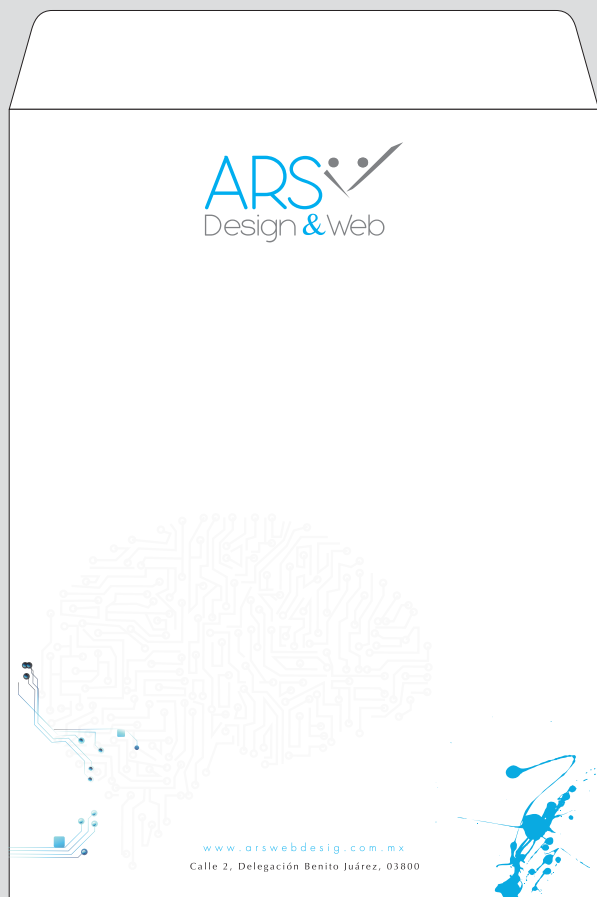 ARS
Design & Web
www.arswebdesig.com.mx
Calle 2, Delegación Benito Juárez, 03800